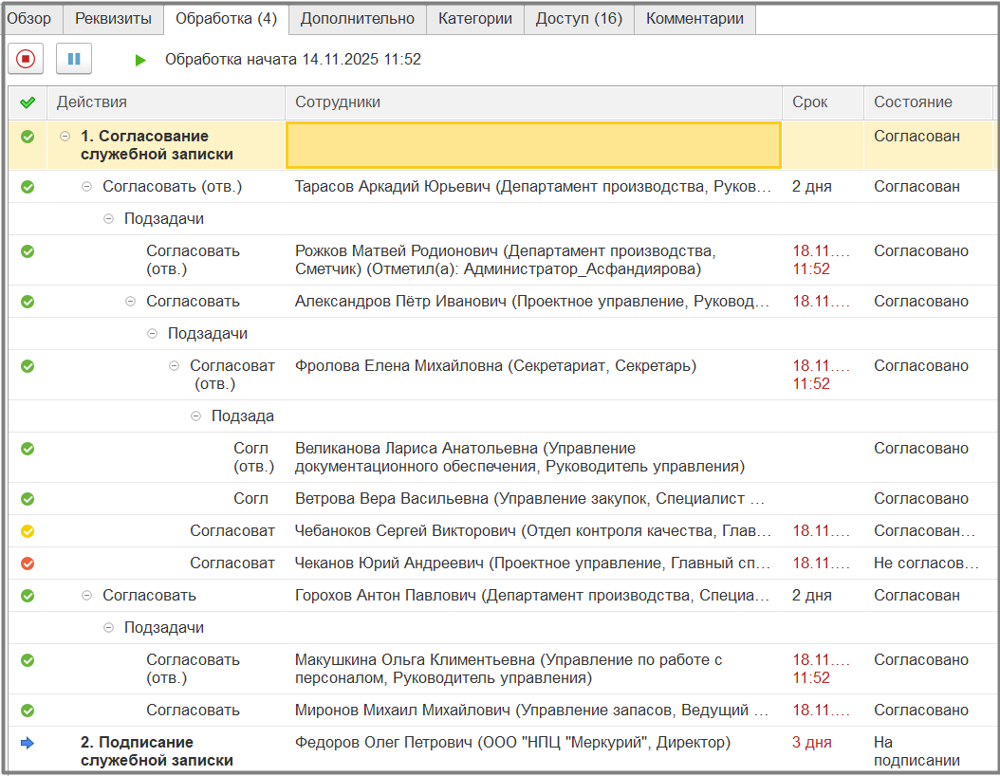 Обзор Реквизиты Обработка (4) Дополнительно Категории Доступ (16) Комментарии
Обработка начата 14.11.2025 11:52
Действия Сотрудники Срок Состояние
1. Согласование Согласован
служебной записки
Согласовать (отв.) Тарасов Аркадий Юрьевич (Департамент производства, Руков… 2 дня Согласован
Подзадачи
Согласовать Рожков Матвей Родионович (Департамент производства, 18.11.… Согласовано
(отв.) Сметчик) (Отметил(а): Администратор_Асфандиярова) 11:52
Согласовать Александров Пётр Иванович (Проектное управление, Руковод… 18.11.… Согласовано
Подзадачи
Согласоват Фролова Елена Михайловна (Секретариат, Секретарь) 18.11.… Согласовано
(отв.) 11:52
Подзада
Согл Великанова Лариса Анатольевна (Управление Согласовано
(отв.) документационного обеспечения, Руководитель управления)
Согл Ветрова Вера Васильевна (Управление закупок, Специалист … Согласовано
Согласоват Чебаноков Сергей Викторович (Отдел контроля качества, Глав… 18.11.… Согласован…
Согласоват Чеканов Юрий Андреевич (Проектное управление, Главный сп… 18.11.… Не согласов…
Согласовать Горохов Антон Павлович (Департамент производства, Специа… 2 дня Согласован
Подзадачи
Согласовать Макушкина Ольга Климентьевна (Управление по работе с 18.11.… Согласовано
(отв.) персоналом, Руководитель управления) 11:52
Согласовать Миронов Михаил Михайлович (Управление запасов, Ведущий … 18.11.… Согласовано
2. Подписание Федоров Олег Петрович (ООО "НПЦ "Меркурий", Директор) 3 дня На
служебной записки подписании